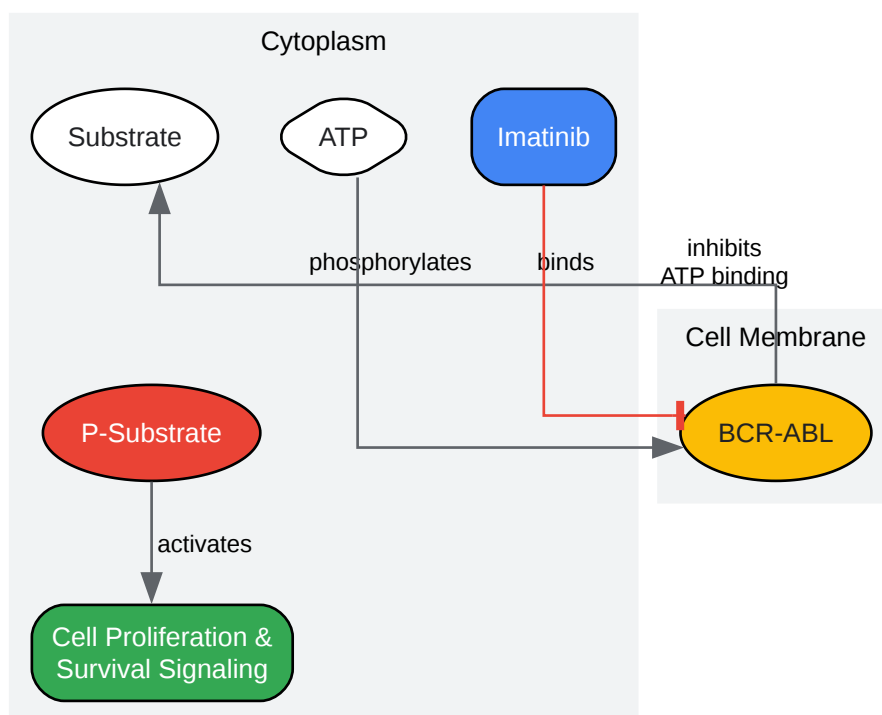 Cytoplasm
Substrate
ATP
Imatinib
phosphorylates
binds
inhibits
ATP binding
Cell Membrane
P-Substrate
BCR-ABL
activates
Cell Proliferation &
Survival Signaling